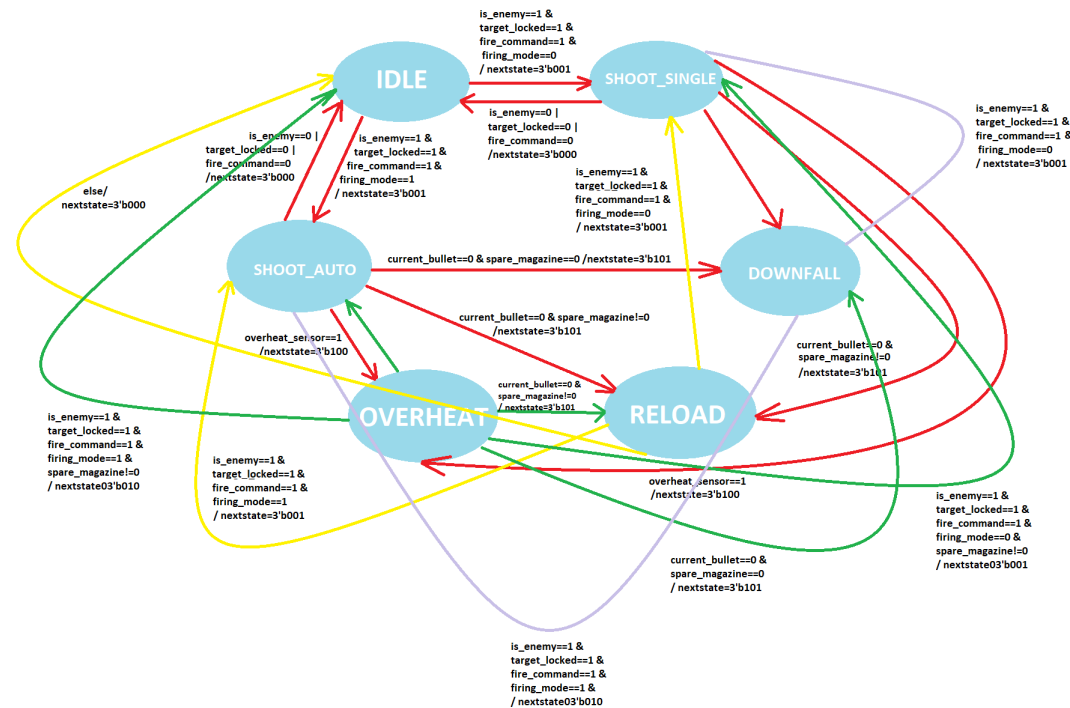 is_enemy==1 &
target_locked==1 &
fire_command==1 &
firing_mode==0
/ nextstate=3'b001
IDLE
SHOOT_SINGLE
is_enemy==0 |
target_locked==0 |
fire_command==0
/nextstate=3'b000
is_enemy==1 &
target_locked==1 &
fire_command==1 &
firing_mode==0
/ nextstate=3'b001
is_enemy==0 |
target_locked==0 |
fire_command==0
/nextstate=3'b000
is_enemy==1 &
target_locked==1 &
fire_command==1 &
firing_mode==1
/ nextstate=3'b001
is_enemy==1 &
target_locked==1 &
fire_command==1 &
firing_mode==0
/ nextstate=3'b001
else/
nextstate=3'b000
SHOOT_AUTO
current_bullet==0 & spare_magazine==0 /nextstate=3'b101
DOWNFALL
current_bullet==0 & spare_magazine!=0
/nextstate=3'b101
overheat_sensor==1
/nextstate=3'b100
current_bullet==0 &
spare_magazine!=0
/nextstate=3'b101
OVERHEAT
current_bullet==0 &
spare_magazine!=0
/ nextstate=3'b101
RELOAD
is_enemy==1 &
target_locked==1 &
fire_command==1 &
firing_mode==1 &
spare_magazine!=0
/ nextstate03'b010
is_enemy==1 &
target_locked==1 &
fire_command==1 &
firing_mode==1
/ nextstate=3'b001
overheat_sensor==1
/nextstate=3'b100
is_enemy==1 &
target_locked==1 &
fire_command==1 &
firing_mode==0 &
spare_magazine!=0
/ nextstate03'b001
current_bullet==0 &
spare_magazine==0
/ nextstate=3'b101
is_enemy==1 &
target_locked==1 &
fire_command==1 &
firing_mode==1 &
/ nextstate03'b010